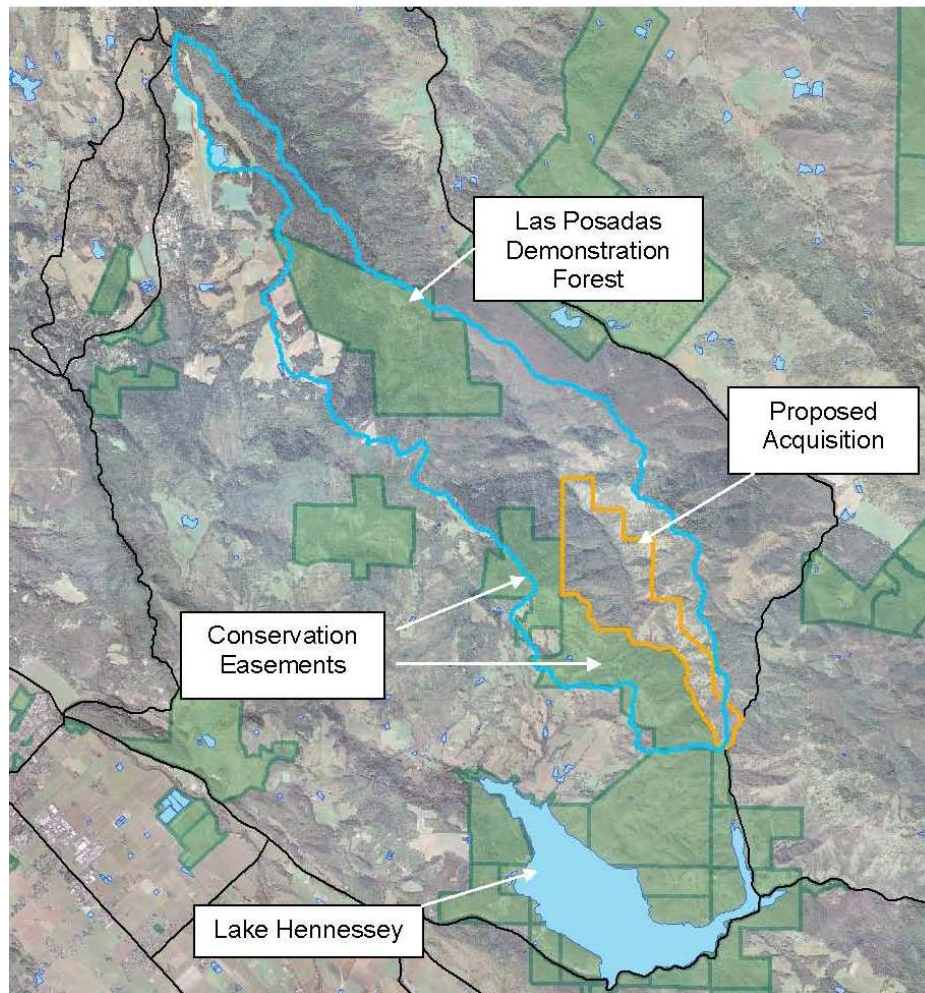 Las Posadas
Demonstration
Forest
Proposed
Acquisition
Conservation
Easements
Lake Hennessey